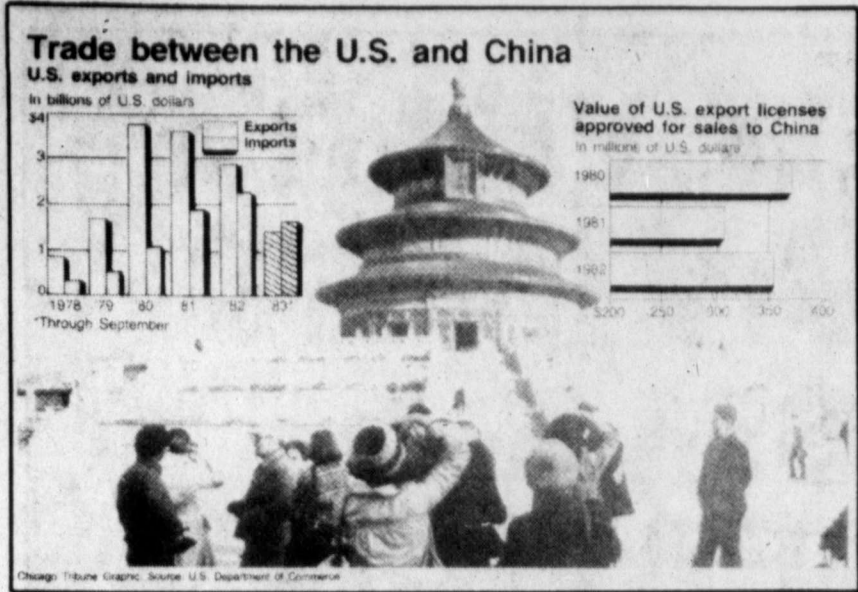 Trade between the U.S. and China
U.S. exports and imports
In billions of U.S. dollars
$4
3
2
1
0
Exports
Imports
1978 '79 '80 '81 '82 '83*
*Through September
Value of U.S. export licenses
approved for sales to China
In millions of U.S. dollars
1980
1981
1982
$200 250 300 350 400
Chicago Tribune Graphic; Source: U.S. Department of Commerce